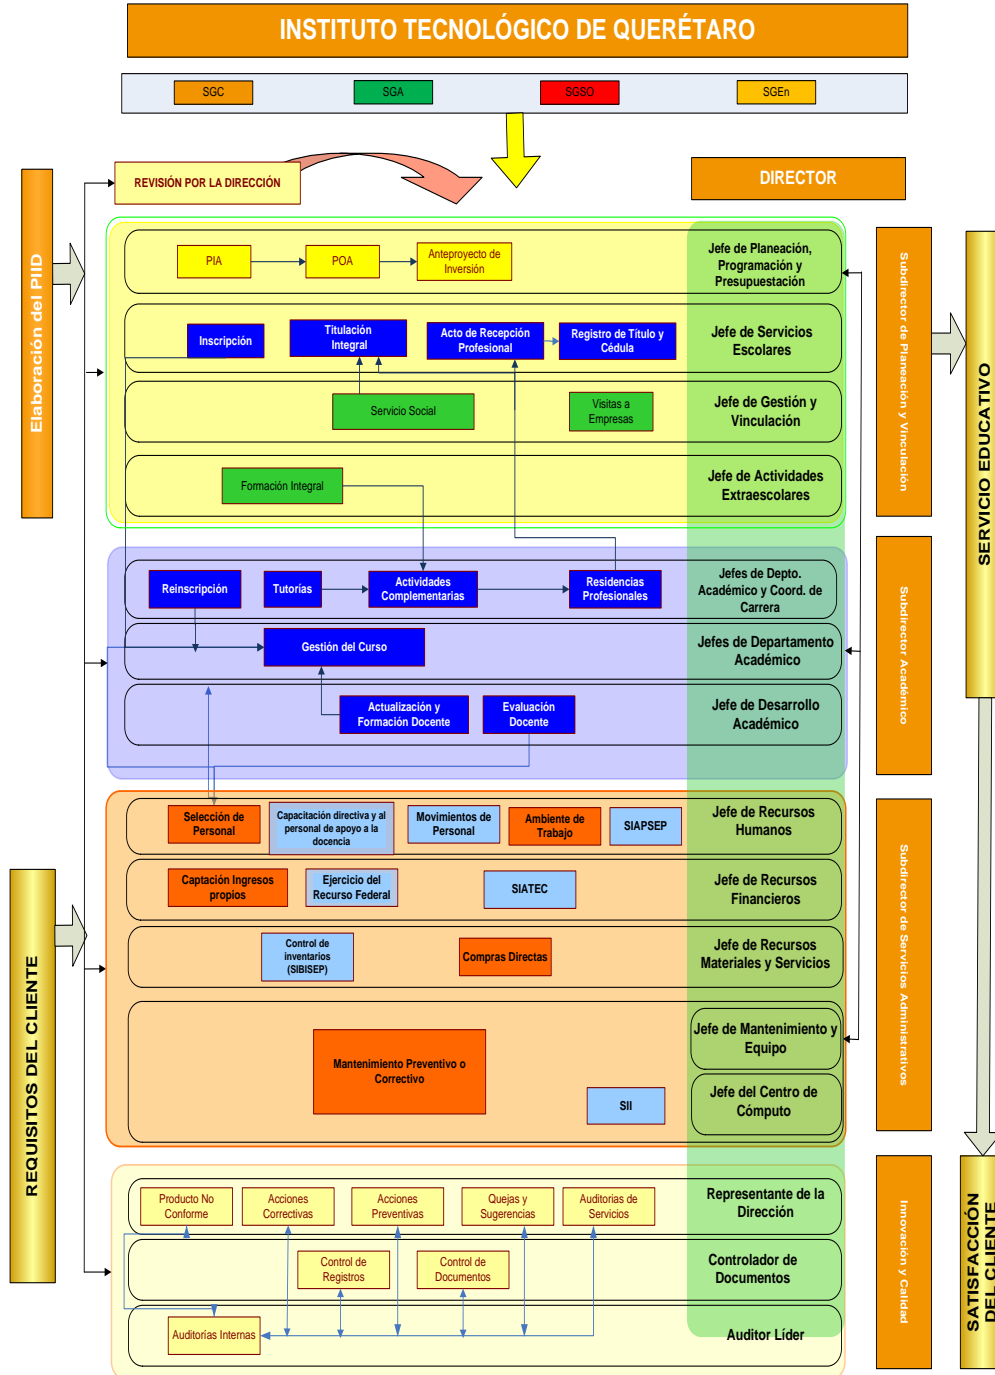 INSTITUTO TECNOLÓGICO DE QUERÉTARO
SGC
SGA
SGSO
SGEn
REVISIÓN POR LA DIRECCIÓN
DIRECTOR
Elaboración del PIID
PIA
POA
Anteproyecto de
Inversión
Jefe de Planeación,
Programación y
Presupuestación
Inscripción
Titulación
Integral
Acto de Recepción
Profesional
Registro de Título y
Cédula
Jefe de Servicios
Escolares
Servicio Social
Visitas a
Empresas
Jefe de Gestión y
Vinculación
Formación Integral
Jefe de Actividades
Extraescolares
Subdirector de Planeación y Vinculación
SERVICIO EDUCATIVO
Reinscripción
Tutorías
Actividades
Complementarias
Residencias
Profesionales
Jefes de Depto.
Académico y Coord. de
Carrera
Gestión del Curso
Jefes de Departamento
Académico
Actualización y
Formación Docente
Evaluación
Docente
Jefe de Desarrollo
Académico
Subdirector Académico
Selección de
Personal
Capacitación directiva y al
personal de apoyo a la
docencia
Movimientos de
Personal
Ambiente de
Trabajo
SIAPSEP
Jefe de Recursos
Humanos
Captación Ingresos
propios
Ejercicio del
Recurso Federal
SIATEC
Jefe de Recursos
Financieros
Control de
inventarios
(SIBISEP)
Compras Directas
Jefe de Recursos
Materiales y Servicios
Mantenimiento Preventivo o
Correctivo
SII
Jefe de Mantenimiento y
Equipo
Jefe del Centro de
Cómputo
Subdirector de Servicios Administrativos
REQUISITOS DEL CLIENTE
Producto No
Conforme
Acciones
Correctivas
Acciones
Preventivas
Quejas y
Sugerencias
Auditorias de
Servicios
Representante de la
Dirección
Control de
Registros
Control de
Documentos
Controlador de
Documentos
Auditorías Internas
Auditor Líder
Innovación y Calidad
SATISFACCIÓN
DEL CLIENTE